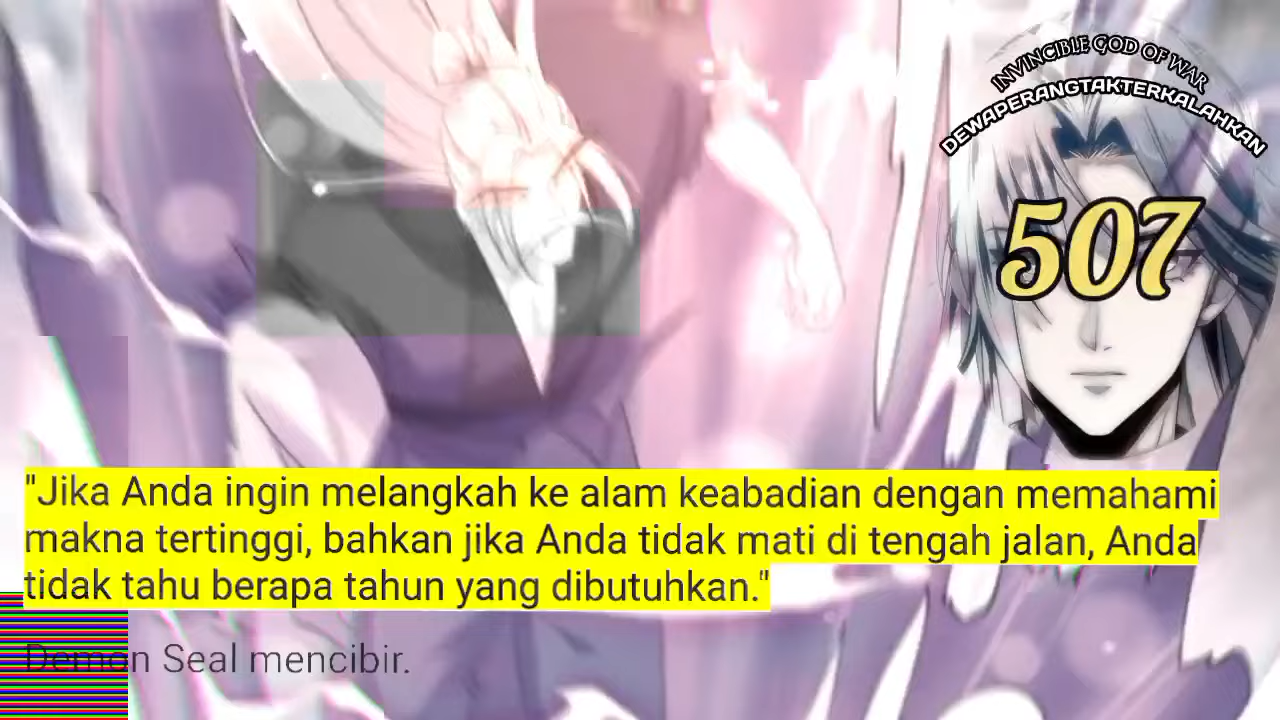 INVINCIBLE GOD OF WAR
DEWAPERANGTAKTERKALAHKAN
507
"Jika Anda ingin melangkah ke alam keabadian dengan memahami
makna tertinggi, bahkan jika Anda tidak mati di tengah jalan, Anda
tidak tahu berapa tahun yang dibutuhkan."
Demon Seal mencibir.